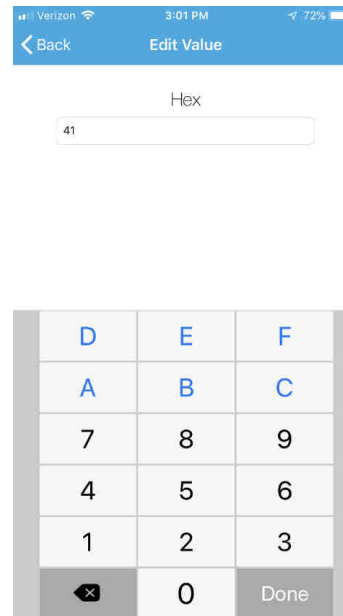 Verizon 3:01 PM 72%
Back Edit Value
Hex
41
D E F
A B C
7 8 9
4 5 6
1 2 3
0 Done